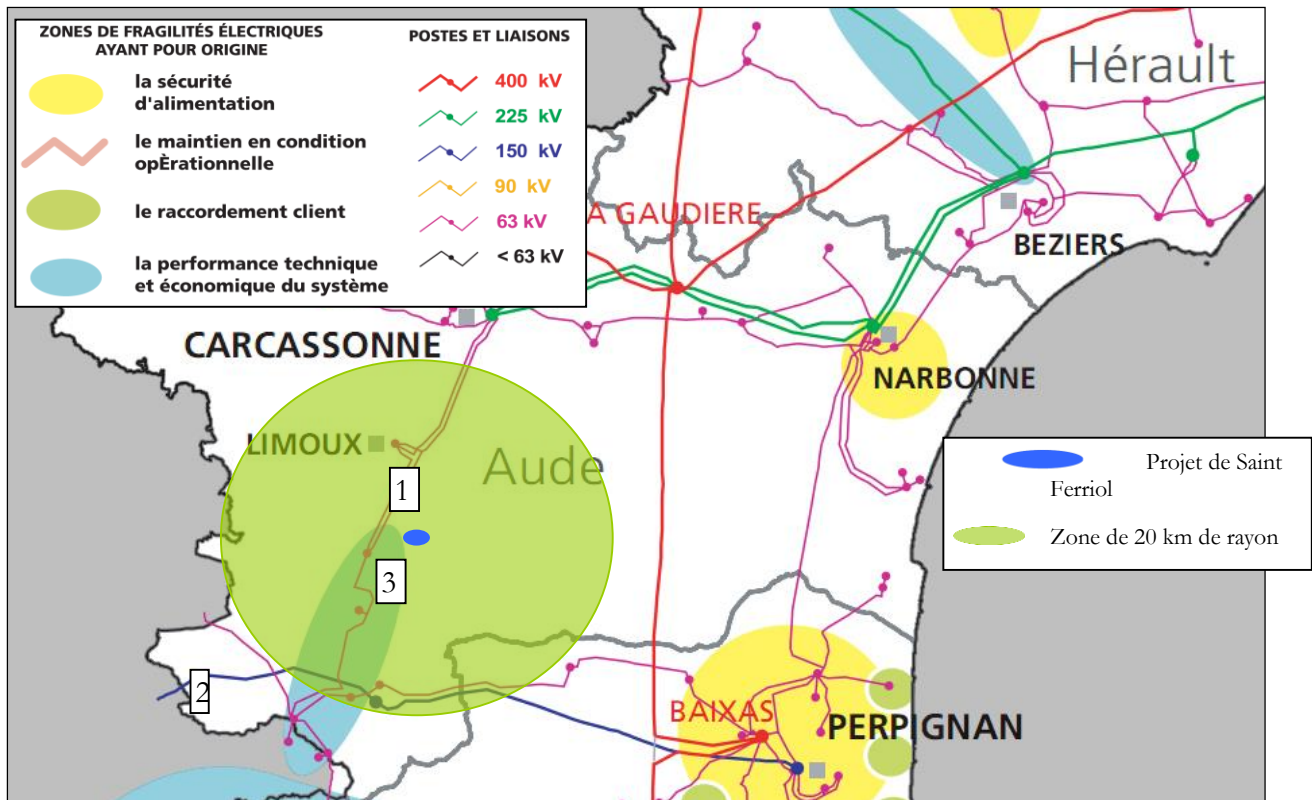 ZONES DE FRAGILITÉS ÉLECTRIQUES
AYANT POUR ORIGINE
la sécurité
d'alimentation
le maintien en condition
opÈrationnelle
le raccordement client
la performance technique
et économique du système
POSTES ET LIAISONS
400 kV
225 kV
150 kV
90 kV
63 kV
< 63 kV
Hérault
A GAUDIERE
BEZIERS
CARCASSONNE
NARBONNE
LIMOUX
Aude
1
3
2
BAIXAS
PERPIGNAN
Projet de Saint
Ferriol
Zone de 20 km de rayon